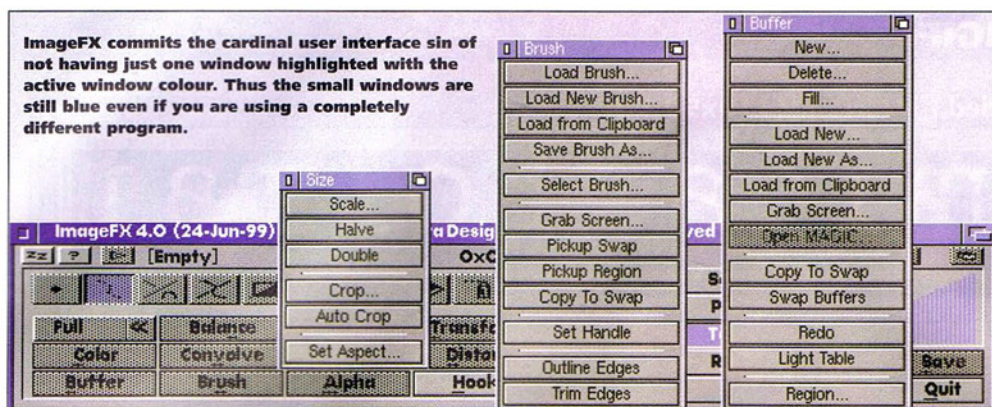 ImageFX commits the cardinal user interface sin of
not having just one window highlighted with the
active window colour. Thus the small windows are
still blue even if you are using a completely
different program.
Size
Scale...
Halve
Double
Crop...
Auto Crop
Set Aspect...
Brush
Load Brush...
Load New Brush...
Load from Clipboard
Save Brush As...
Select Brush...
Grab Screen...
Pickup Swap
Pickup Region
Copy To Swap
Set Handle
Outline Edges
Trim Edges
Buffer
New...
Delete...
Fill...
Load New...
Load New As...
Load from Clipboard
Grab Screen...
Open MAGIC...
Copy To Swap
Swap Buffers
Redo
Light Table
Region...
ImageFX 4.0 (24-Jun-99)
zz ? [Empty]
Full Balance
Color Convolve
Buffer Brush Alpha Hook
Save
Quit